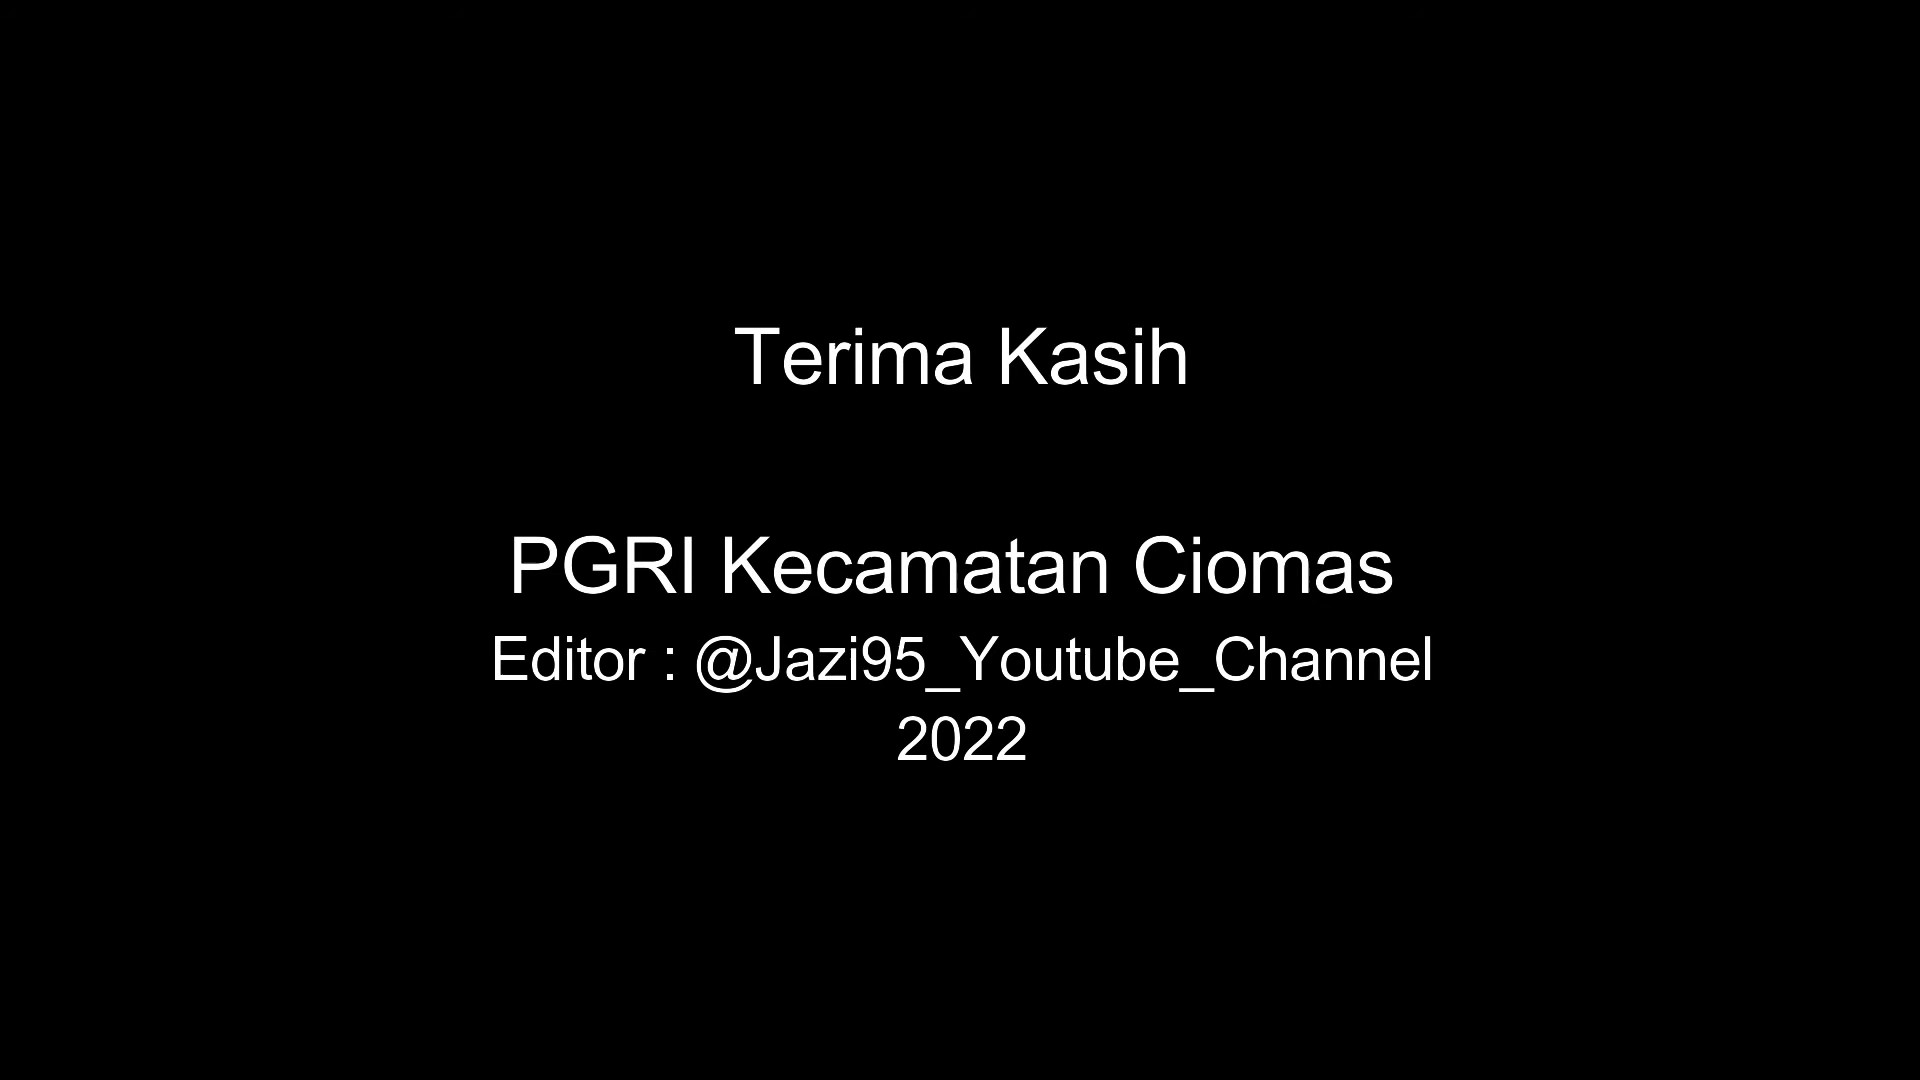 Terima Kasih
PGRI Kecamatan Ciomas
Editor : @Jazi95_Youtube_Channel
2022